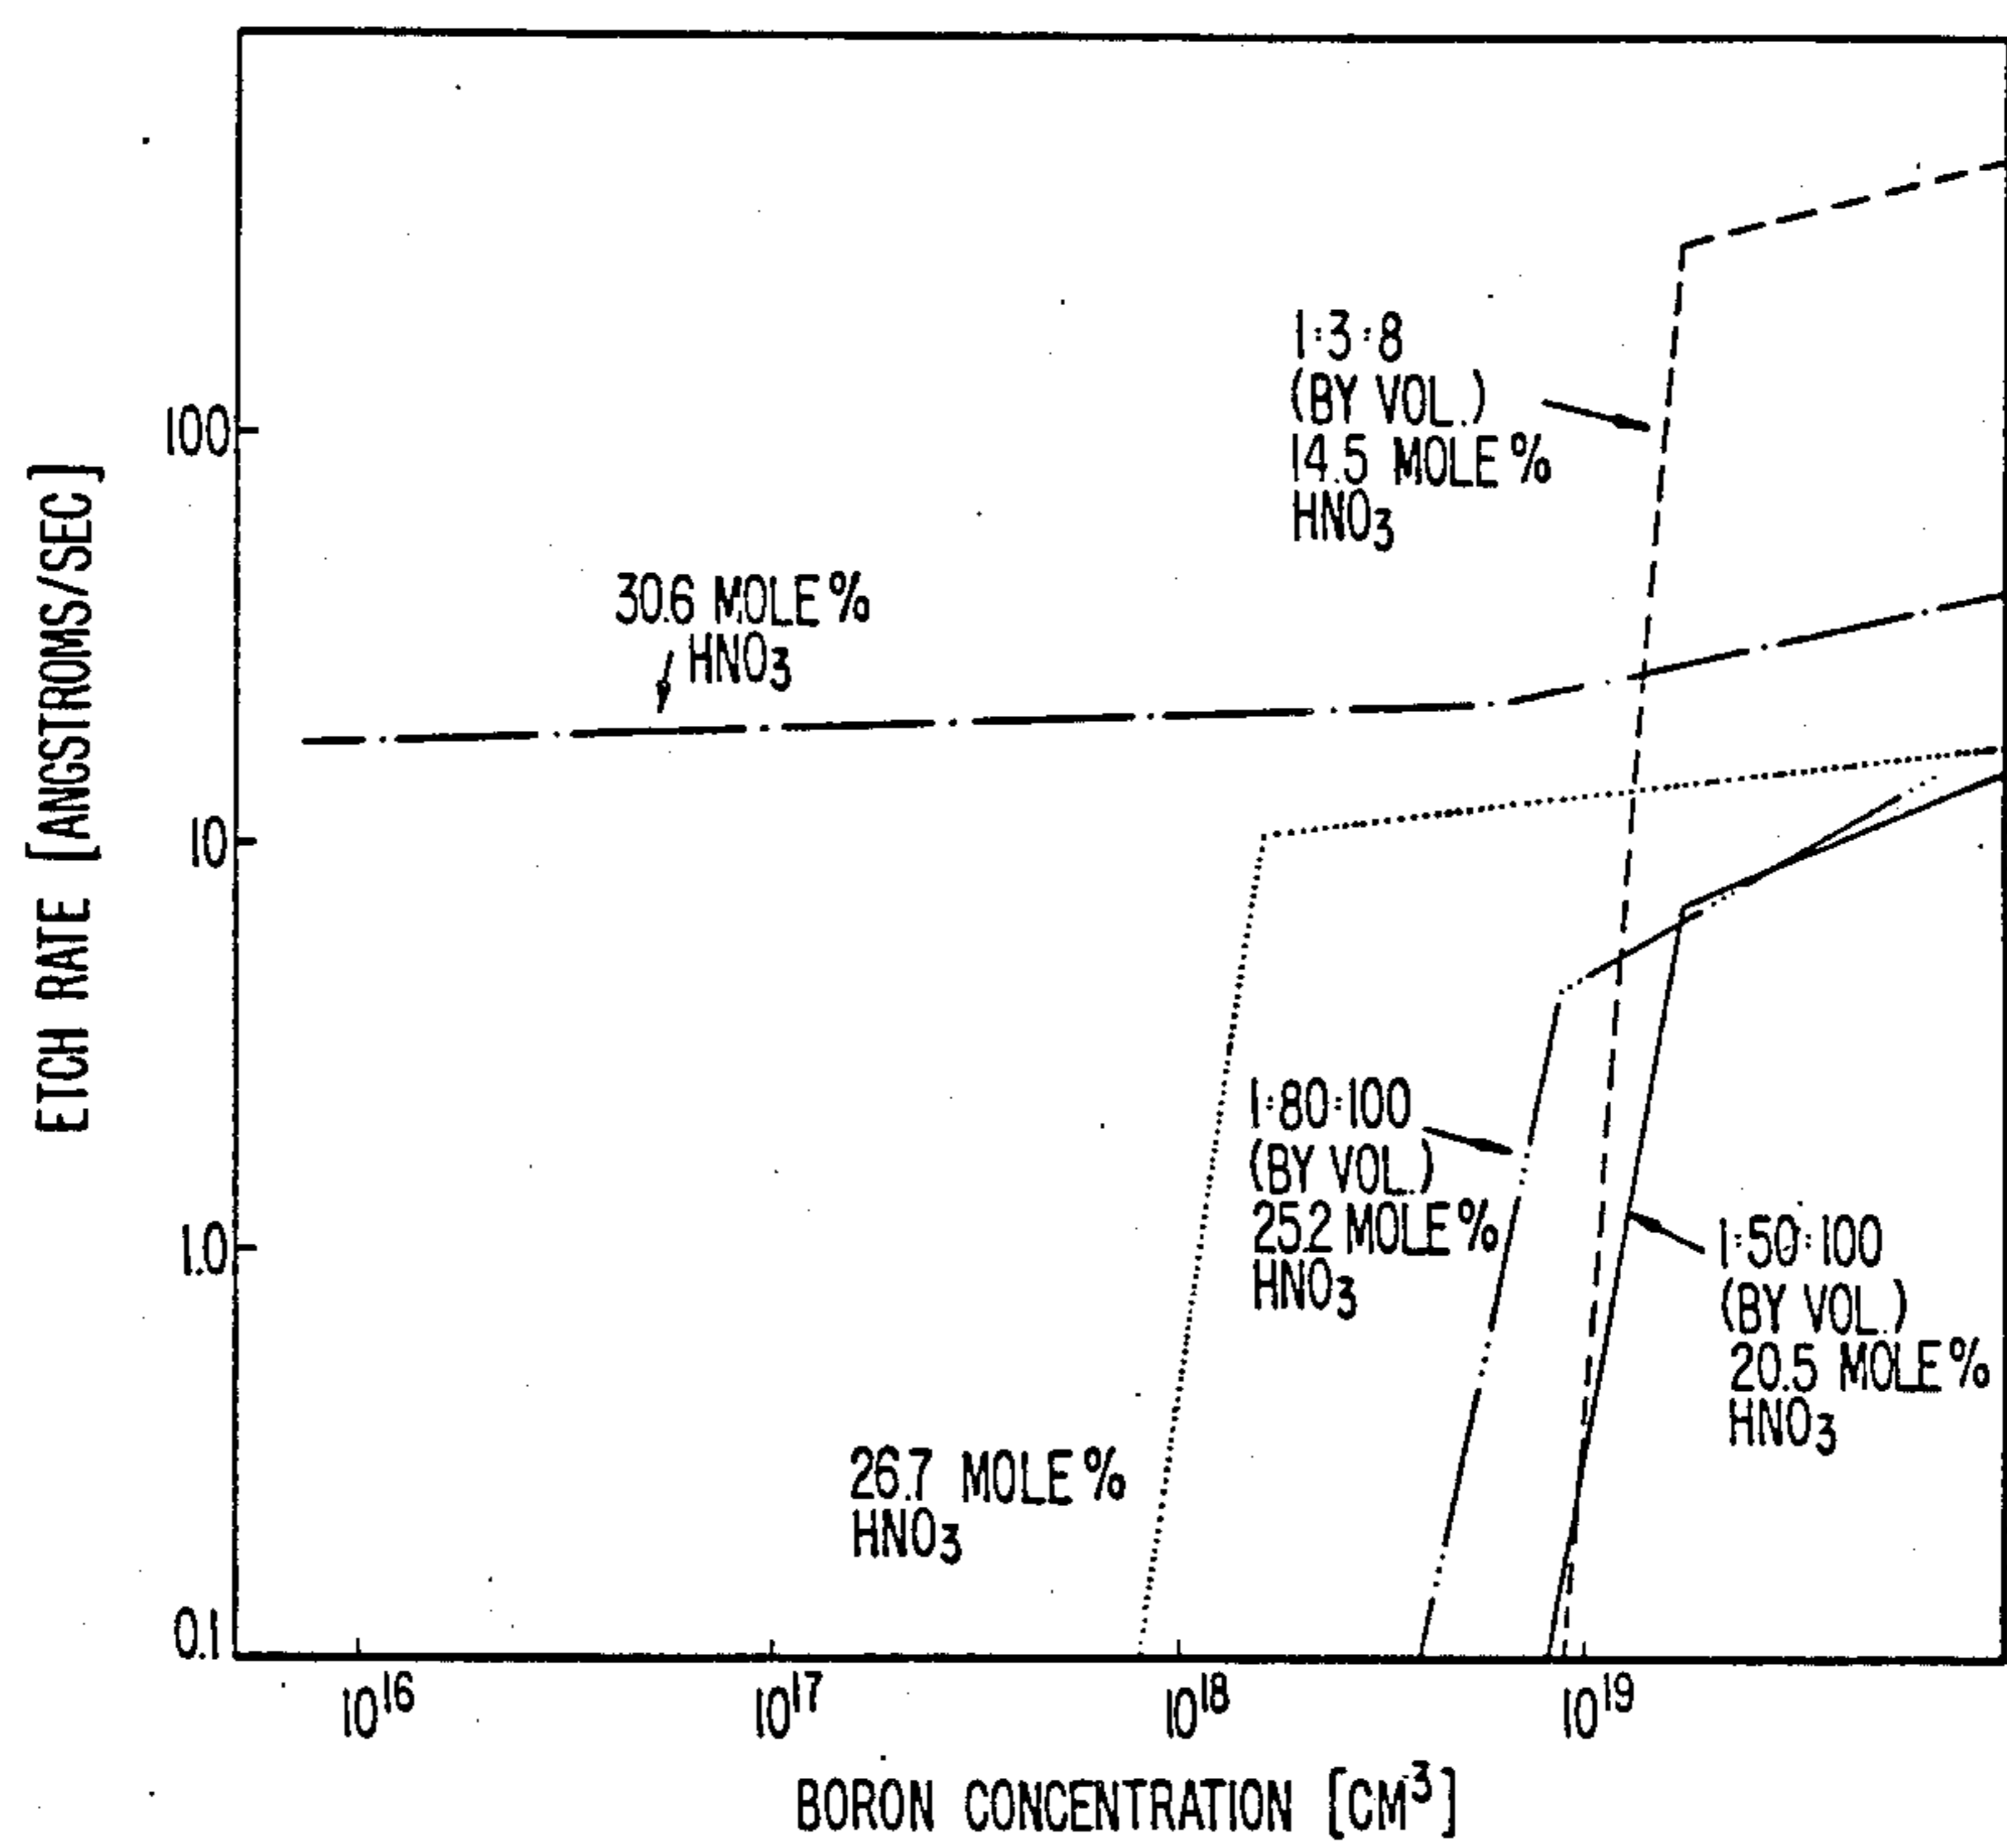 1:3:8
(BY VOL.)
14.5 MOLE %
HNO3
100
30.6 MOLE %
HNO3
ETCH RATE [ANGSTROMS/SEC]
10
1:80:100
(BY VOL.)
25.2 MOLE %
HNO3
1.0
1:50:100
(BY VOL.)
20.5 MOLE %
HNO3
26.7 MOLE %
HNO3
0.1
10^16 10^17 10^18 10^19
BORON CONCENTRATION [CM^-3]